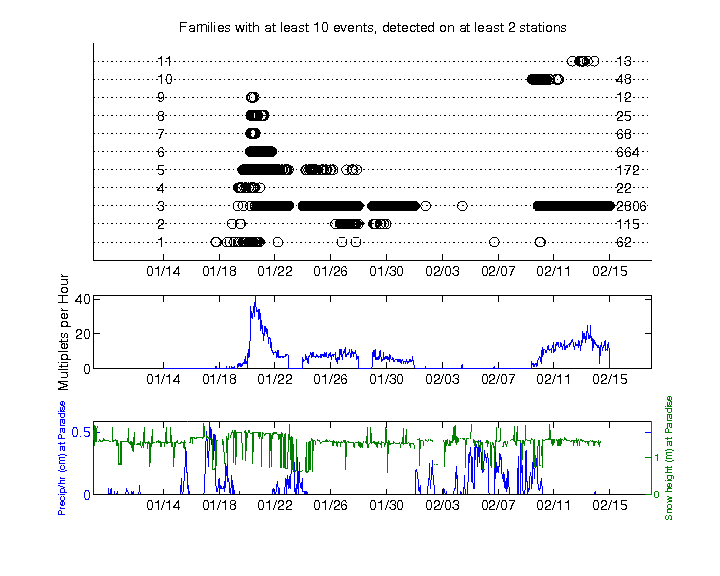 Families with at least 10 events, detected on at least 2 stations
11 13
10 48
9 12
8 25
7 68
6 664
5 172
4 22
3 2806
2 115
1 62
01/14 01/18 01/22 01/26 01/30 02/03 02/07 02/11 02/15
Multiplets per Hour
40
20
0
01/14 01/18 01/22 01/26 01/30 02/03 02/07 02/11 02/15
Precip/hr (cm) at Paradise
0.5
0
Snow height (m) at Paradise
1
0
01/14 01/18 01/22 01/26 01/30 02/03 02/07 02/11 02/15